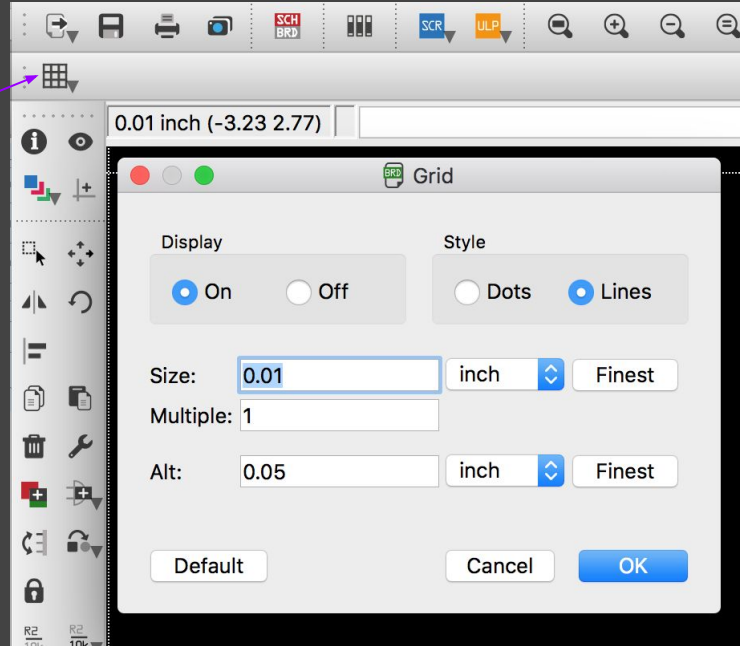 SCH
BRD
SCR
ULP
0.01 inch (-3.23 2.77)
BRD
Grid
Display
Style
On
Off
Dots
Lines
Size:
0.01
inch
Finest
Multiple:
1
Alt:
0.05
inch
Finest
Default
Cancel
OK
R2
R2
10k